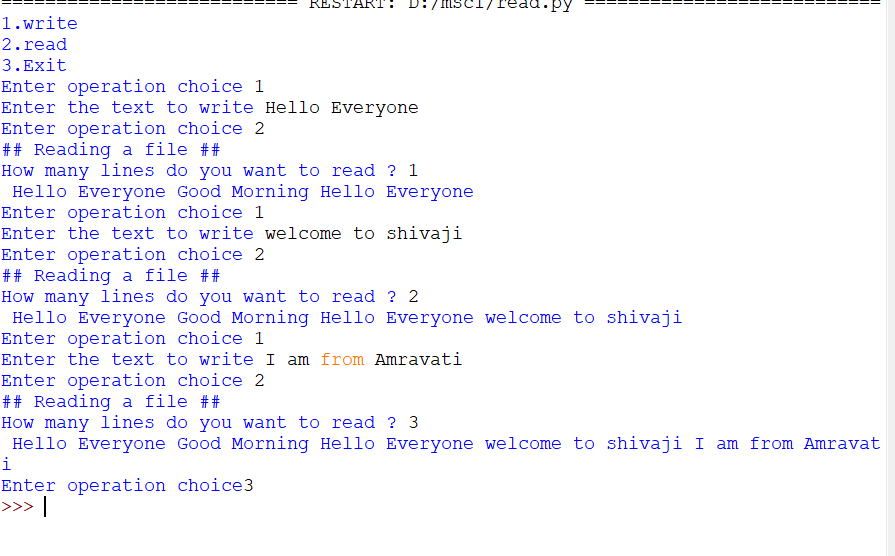 =========================== RESTART: D:/msc1/read.py ===========================
1.write
2.read
3.Exit
Enter operation choice 1
Enter the text to write Hello Everyone
Enter operation choice 2
## Reading a file ##
How many lines do you want to read ? 1
 Hello Everyone Good Morning Hello Everyone
Enter operation choice 1
Enter the text to write welcome to shivaji
Enter operation choice 2
## Reading a file ##
How many lines do you want to read ? 2
 Hello Everyone Good Morning Hello Everyone welcome to shivaji
Enter operation choice 1
Enter the text to write I am from Amravati
Enter operation choice 2
## Reading a file ##
How many lines do you want to read ? 3
 Hello Everyone Good Morning Hello Everyone welcome to shivaji I am from Amravat
i
Enter operation choice3
>>>